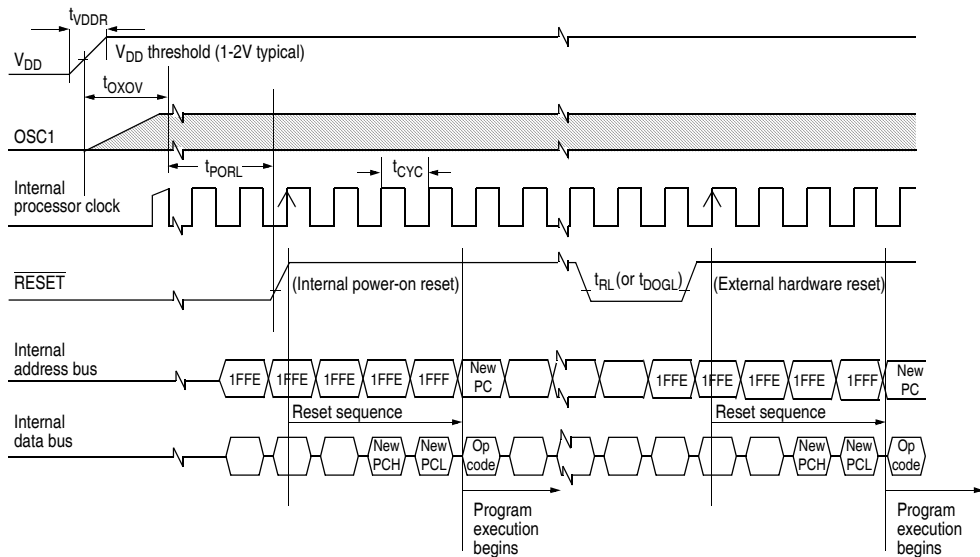 tVDDR
VDD
VDD threshold (1-2V typical)
tOXOV
OSC1
tPORL
tCYC
Internal
processor clock
RESET
(Internal power-on reset)
tRL (or tDOGL)
(External hardware reset)
Internal
address bus
1FFE 1FFE 1FFE 1FFE 1FFF New PC 1FFE 1FFE 1FFE 1FFE 1FFF New PC
Reset sequence
Reset sequence
Internal
data bus
New PCH New PCL Op code New PCH New PCL Op code
Program
execution
begins
Program
execution
begins